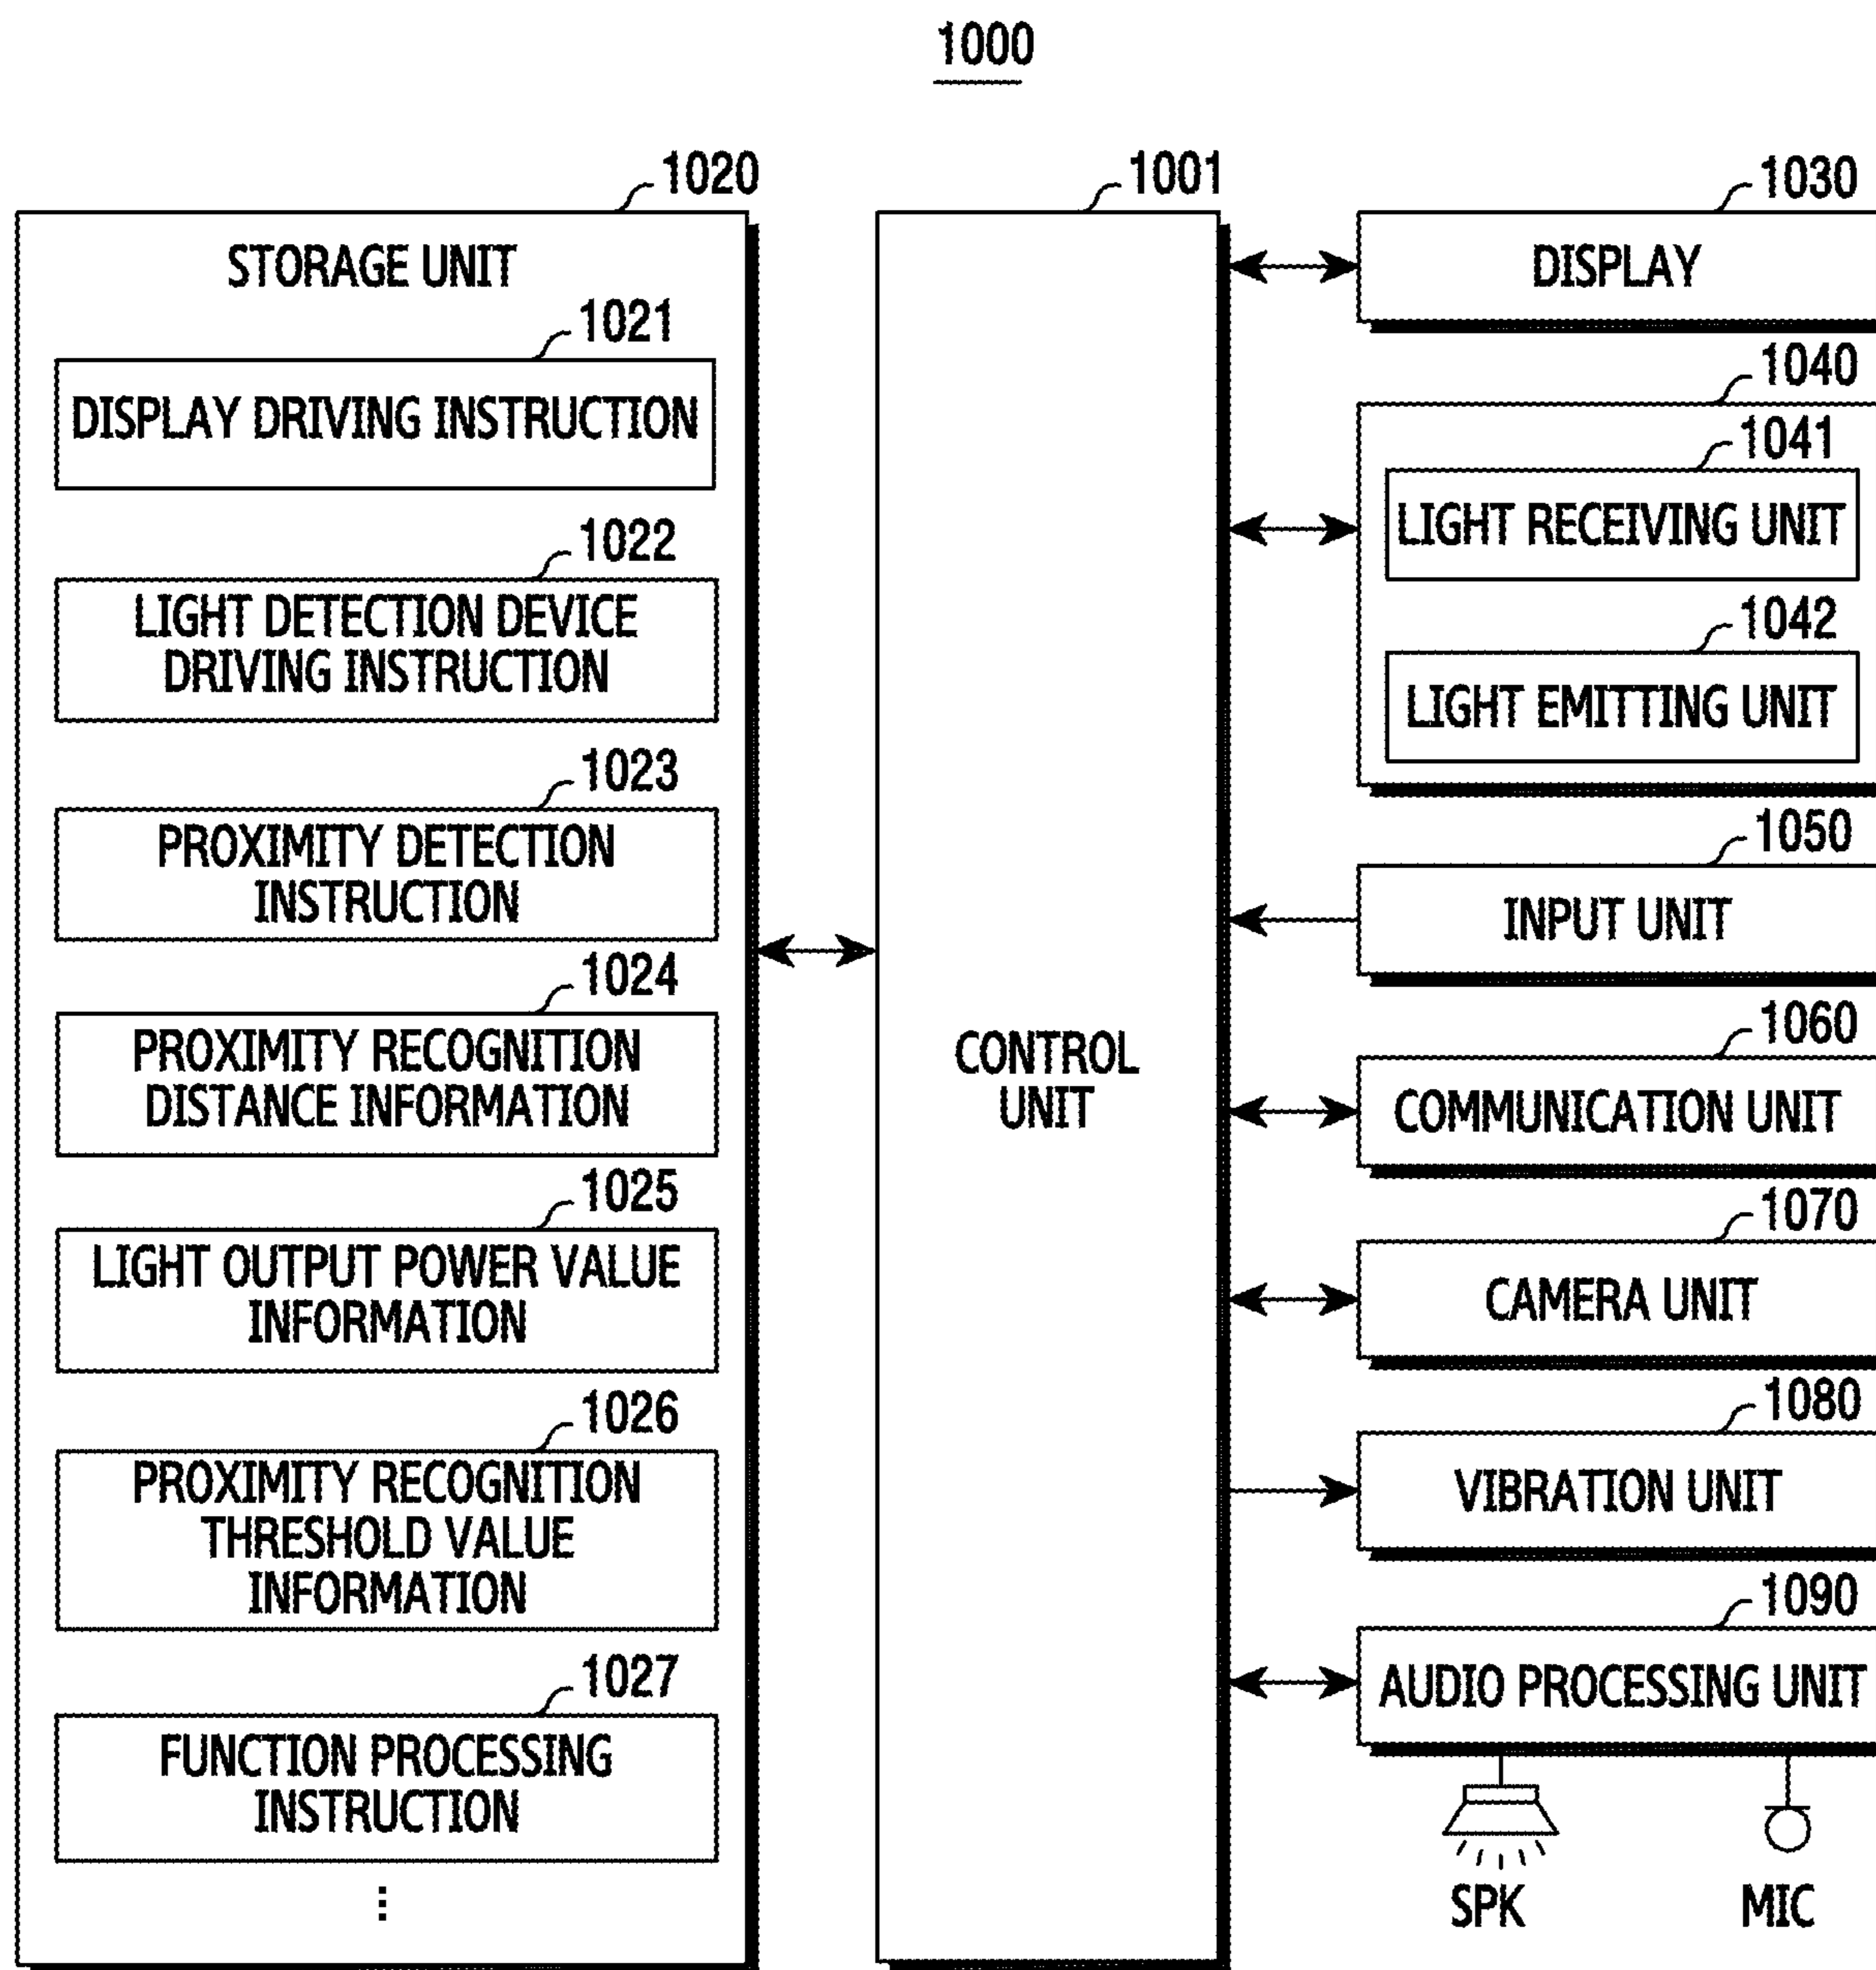 1000
1020
STORAGE UNIT
1021
DISPLAY DRIVING INSTRUCTION
1022
LIGHT DETECTION DEVICE
DRIVING INSTRUCTION
1023
PROXIMITY DETECTION
INSTRUCTION
1024
PROXIMITY RECOGNITION
DISTANCE INFORMATION
1025
LIGHT OUTPUT POWER VALUE
INFORMATION
1026
PROXIMITY RECOGNITION
THRESHOLD VALUE
INFORMATION
1027
FUNCTION PROCESSING
INSTRUCTION
⋮
1001
CONTROL
UNIT
1030
DISPLAY
1040
1041
LIGHT RECEIVING UNIT
1042
LIGHT EMITTING UNIT
1050
INPUT UNIT
1060
COMMUNICATION UNIT
1070
CAMERA UNIT
1080
VIBRATION UNIT
1090
AUDIO PROCESSING UNIT
SPK
MIC